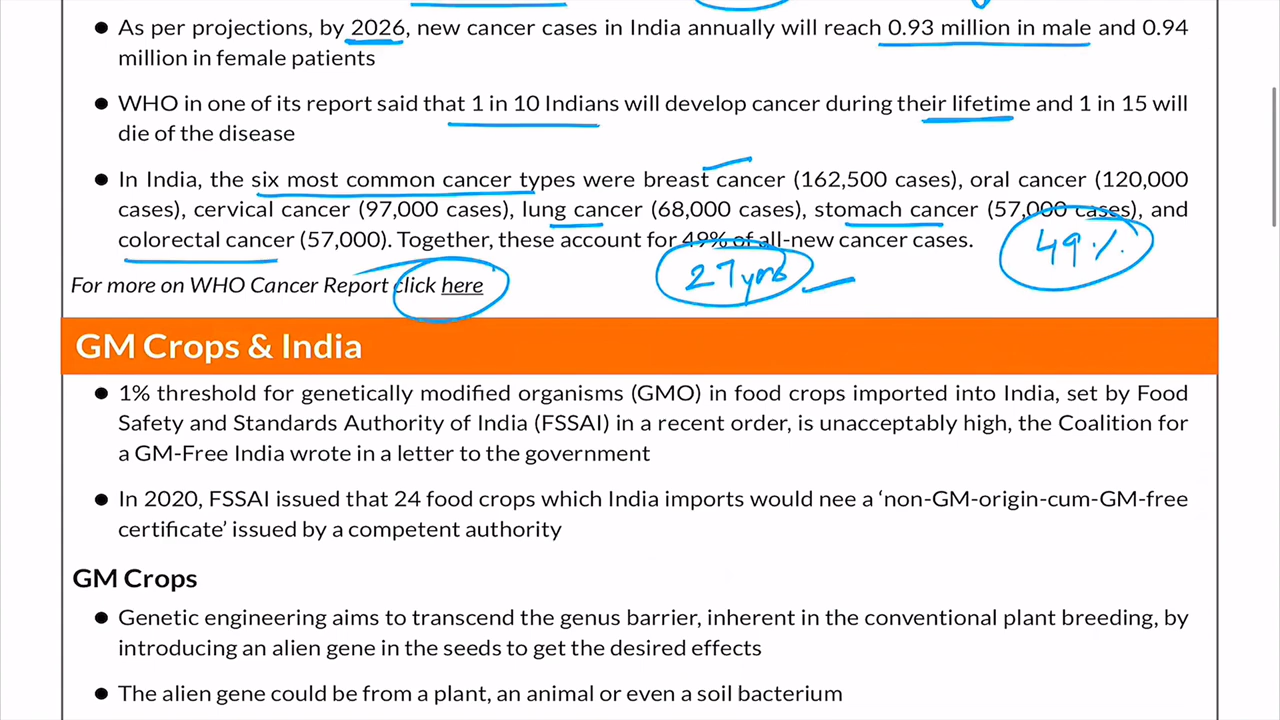 ● As per projections, by 2026, new cancer cases in India annually will reach 0.93 million in male and 0.94
million in female patients
● WHO in one of its report said that 1 in 10 Indians will develop cancer during their lifetime and 1 in 15 will
die of the disease
● In India, the six most common cancer types were breast cancer (162,500 cases), oral cancer (120,000
cases), cervical cancer (97,000 cases), lung cancer (68,000 cases), stomach cancer (57,000 cases), and
colorectal cancer (57,000). Together, these account for 49% of all-new cancer cases.
49%
27 yrs
For more on WHO Cancer Report click here
GM Crops & India
● 1% threshold for genetically modified organisms (GMO) in food crops imported into India, set by Food
Safety and Standards Authority of India (FSSAI) in a recent order, is unacceptably high, the Coalition for
a GM-Free India wrote in a letter to the government
● In 2020, FSSAI issued that 24 food crops which India imports would nee a ‘non-GM-origin-cum-GM-free
certificate’ issued by a competent authority
GM Crops
● Genetic engineering aims to transcend the genus barrier, inherent in the conventional plant breeding, by
introducing an alien gene in the seeds to get the desired effects
● The alien gene could be from a plant, an animal or even a soil bacterium